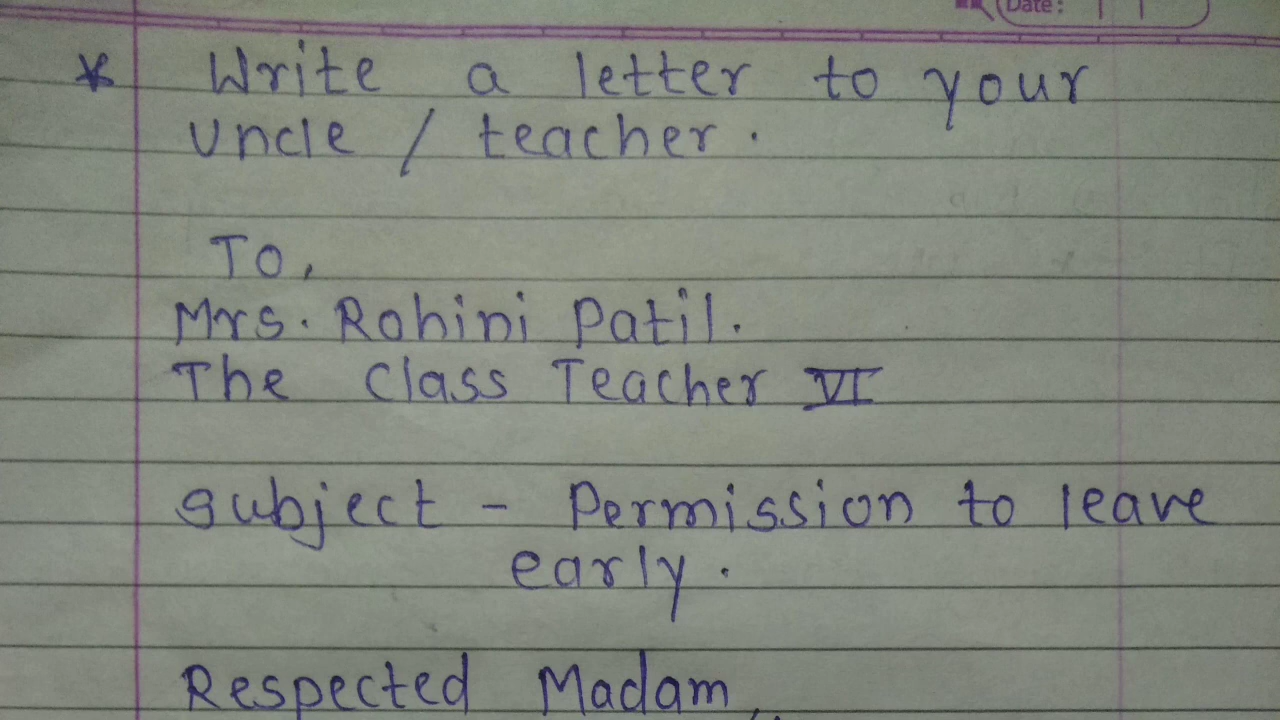 Date:
* Write a letter to your
uncle / teacher.
To,
Mrs. Rohini Patil.
The Class Teacher VI
Subject - Permission to leave
early.
Respected Madam,